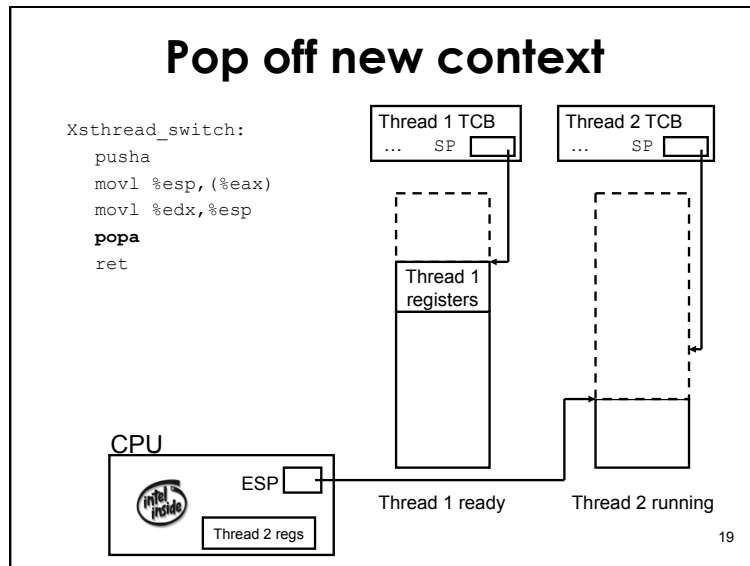 Pop off new context
Xsthread_switch:
pusha
movl %esp,(%eax)
movl %edx,%esp
popa
ret
Thread 1 TCB
… SP
Thread 2 TCB
… SP
Thread 1
registers
CPU
ESP
intel
inside
Thread 2 regs
Thread 1 ready
Thread 2 running
19